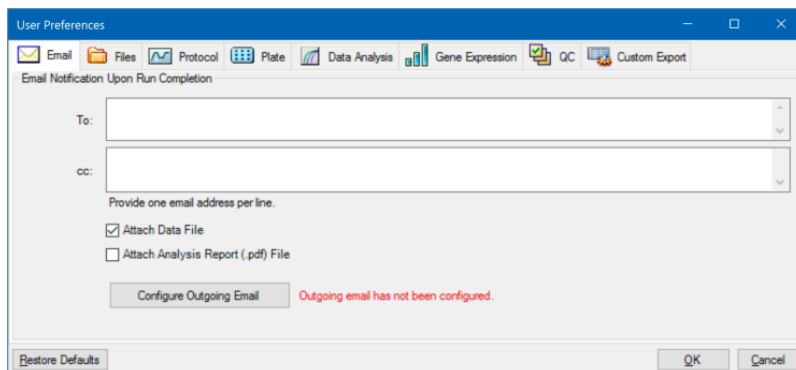 User Preferences
Email Files Protocol Plate Data Analysis Gene Expression QC Custom Export
Email Notification Upon Run Completion
To:
cc:
Provide one email address per line.
Attach Data File
Attach Analysis Report (.pdf) File
Configure Outgoing Email Outgoing email has not been configured.
Restore Defaults OK Cancel